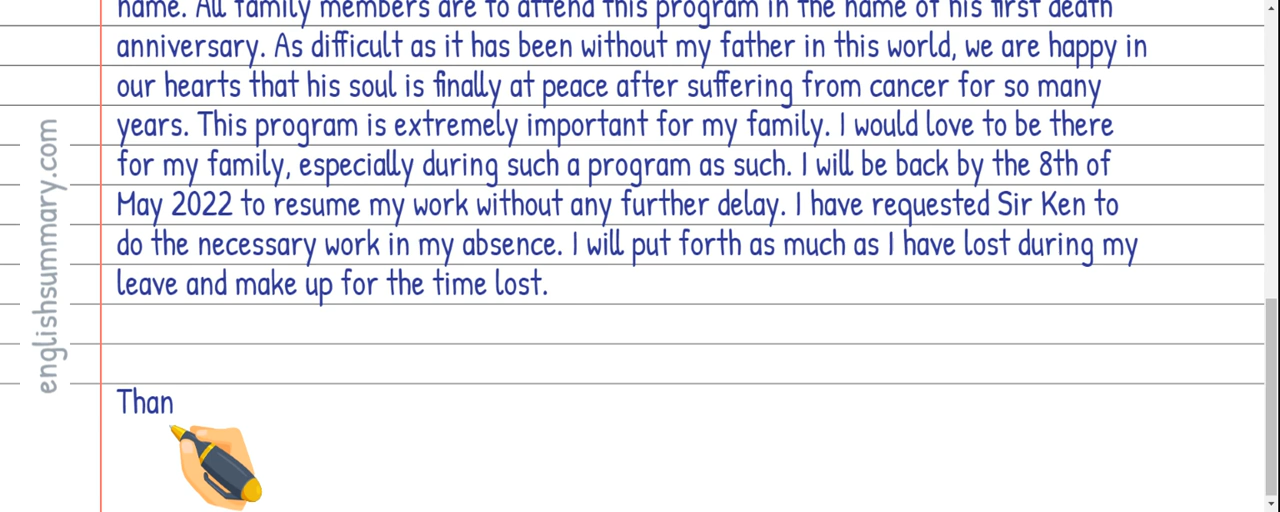 name. All family members are to attend this program in the name of his first death
anniversary. As difficult as it has been without my father in this world, we are happy in
our hearts that his soul is finally at peace after suffering from cancer for so many
years. This program is extremely important for my family. I would love to be there
for my family, especially during such a program as such. I will be back by the 8th of
May 2022 to resume my work without any further delay. I have requested Sir Ken to
do the necessary work in my absence. I will put forth as much as I have lost during my
leave and make up for the time lost.
Than
englishsummary.com